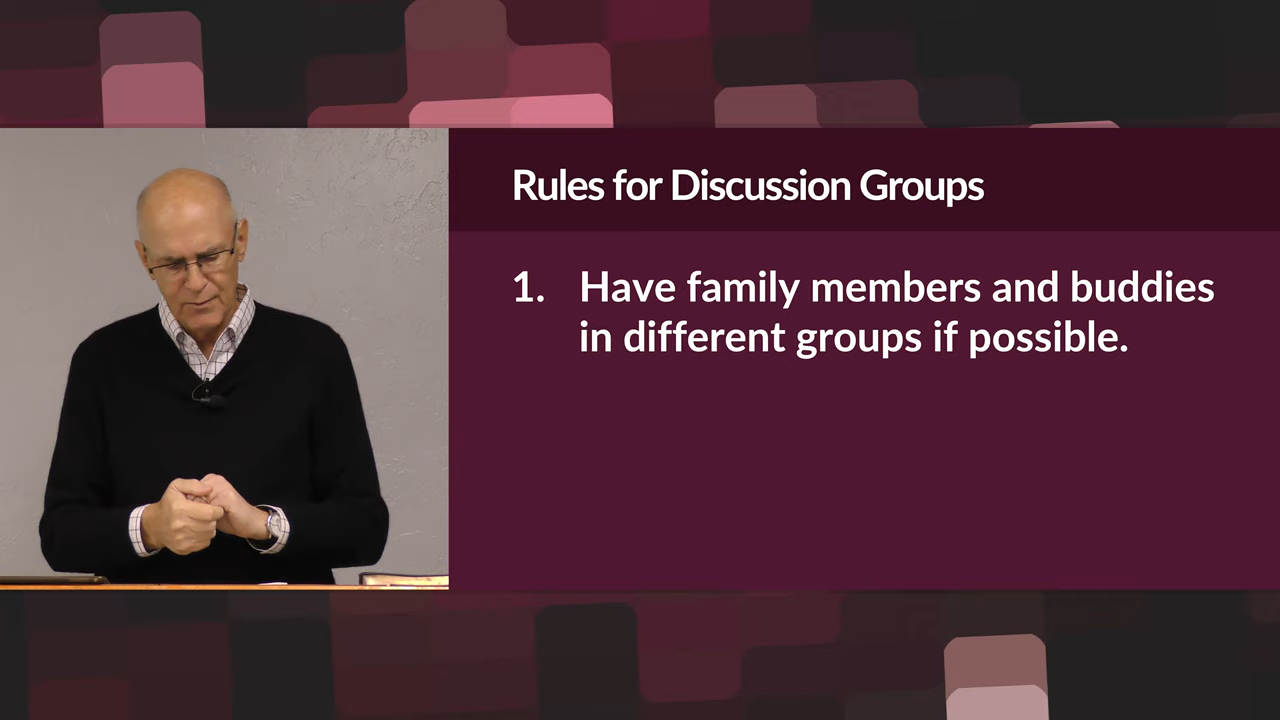 Rules for Discussion Groups
1. Have family members and buddies
in different groups if possible.